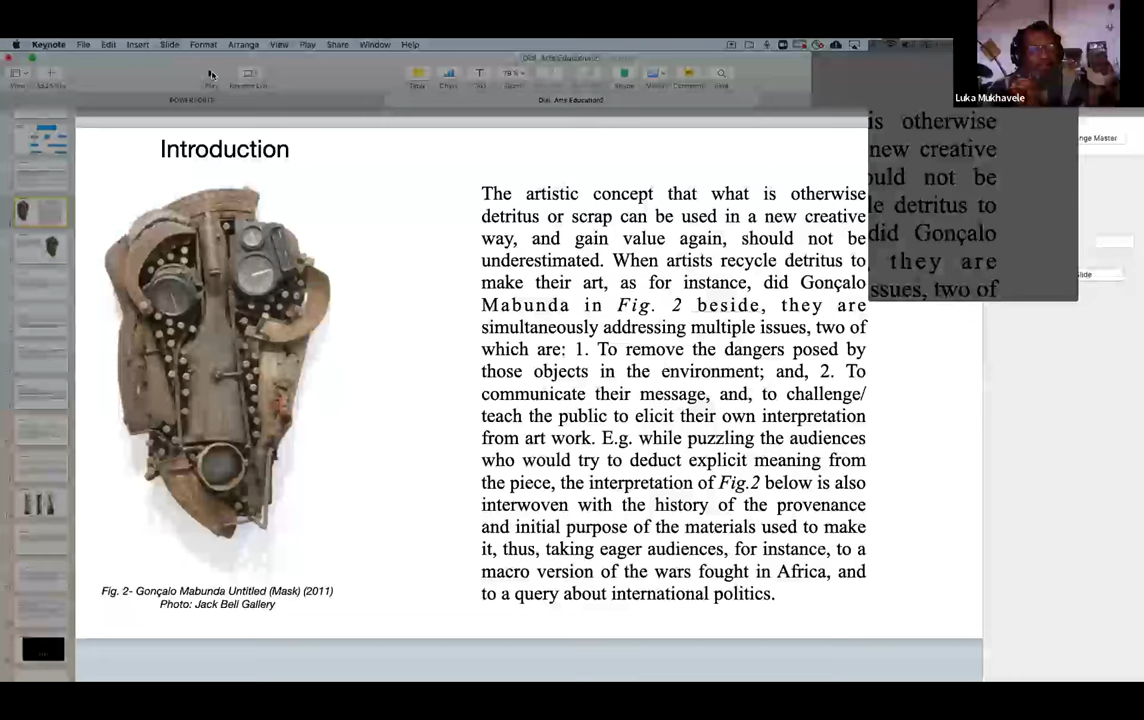 Keynote File Edit Insert Slide Format Arrange View Play Share Window Help
Luka Mukhavele
Introduction
The artistic concept that what is otherwise
detritus or scrap can be used in a new creative
way, and gain value again, should not be
underestimated. When artists recycle detritus to
make their art, as for instance, did Gonçalo
Mabunda in Fig. 2 beside, they are
simultaneously addressing multiple issues, two of
which are: 1. To remove the dangers posed by
those objects in the environment; and, 2. To
communicate their message, and, to challenge/
teach the public to elicit their own interpretation
from art work. E.g. while puzzling the audiences
who would try to deduct explicit meaning from
the piece, the interpretation of Fig.2 below is also
interwoven with the history of the provenance
and initial purpose of the materials used to make
it, thus, taking eager audiences, for instance, to a
macro version of the wars fought in Africa, and
to a query about international politics.
Fig. 2- Gonçalo Mabunda Untitled (Mask) (2011)
Photo: Jack Bell Gallery
is otherwise
new creative
ould not be
le detritus to
did Gonçalo
they are
issues, two of
nge Master